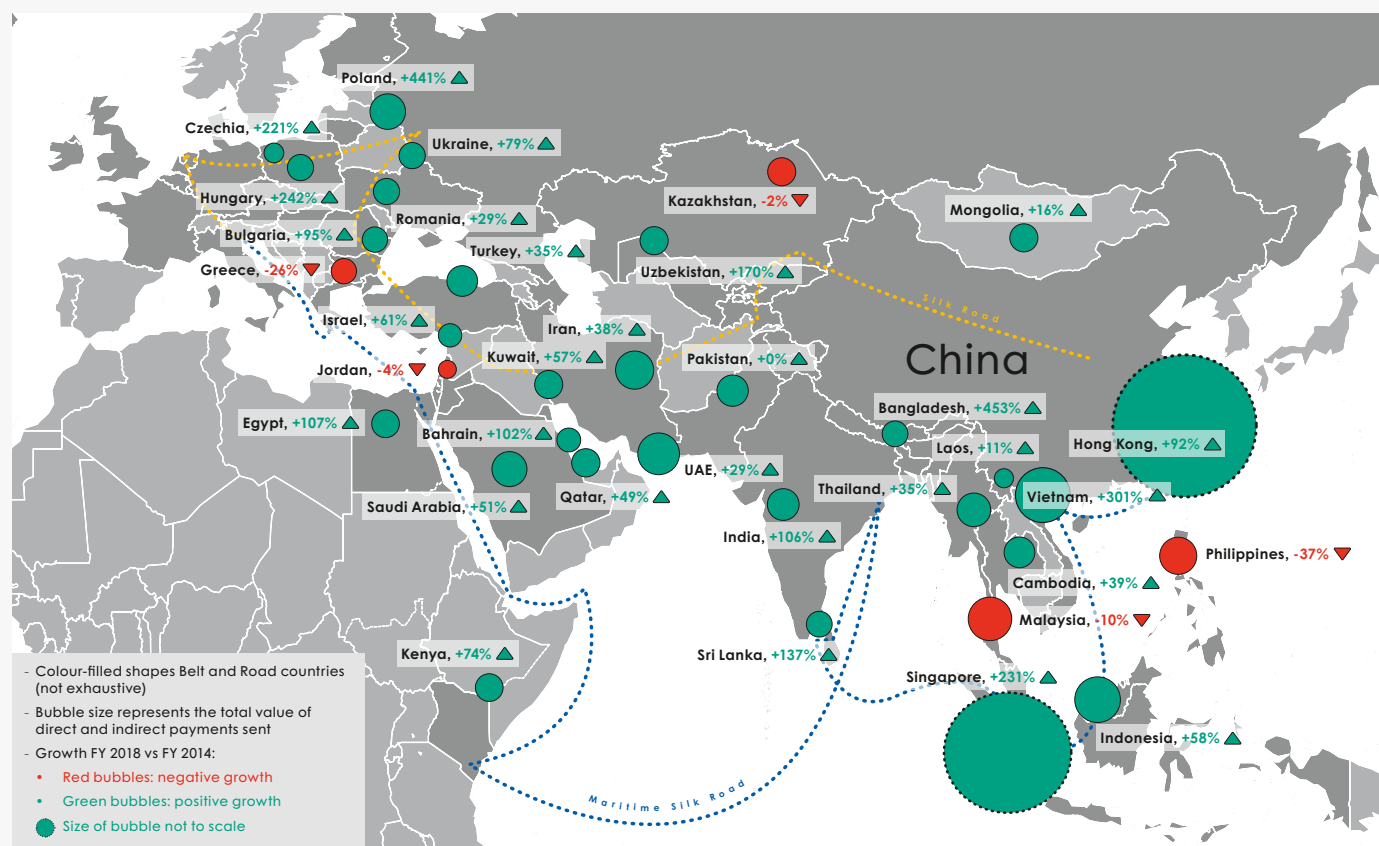 Poland, +441%
Czechia, +221%
Ukraine, +79%
Hungary, +242%
Kazakhstan, -2%
Mongolia, +16%
Romania, +29%
Bulgaria, +95%
Turkey, +35%
Greece, -26%
Uzbekistan, +170%
Silk Road
Israel, +61%
Iran, +38%
Kuwait, +57%
Pakistan, +0%
China
Jordan, -4%
Bangladesh, +453%
Egypt, +107%
Bahrain, +102%
Laos, +11%
Hong Kong, +92%
UAE, +29%
Thailand, +35%
Vietnam, +301%
Qatar, +49%
Saudi Arabia, +51%
India, +106%
Philippines, -37%
Cambodia, +39%
Malaysia, -10%
Kenya, +74%
Sri Lanka, +137%
Singapore, +231%
Indonesia, +58%
Maritime Silk Road
- Colour-filled shapes Belt and Road countries
(not exhaustive)
- Bubble size represents the total value of
direct and indirect payments sent
- Growth FY 2018 vs FY 2014:
• Red bubbles: negative growth
• Green bubbles: positive growth
Size of bubble not to scale